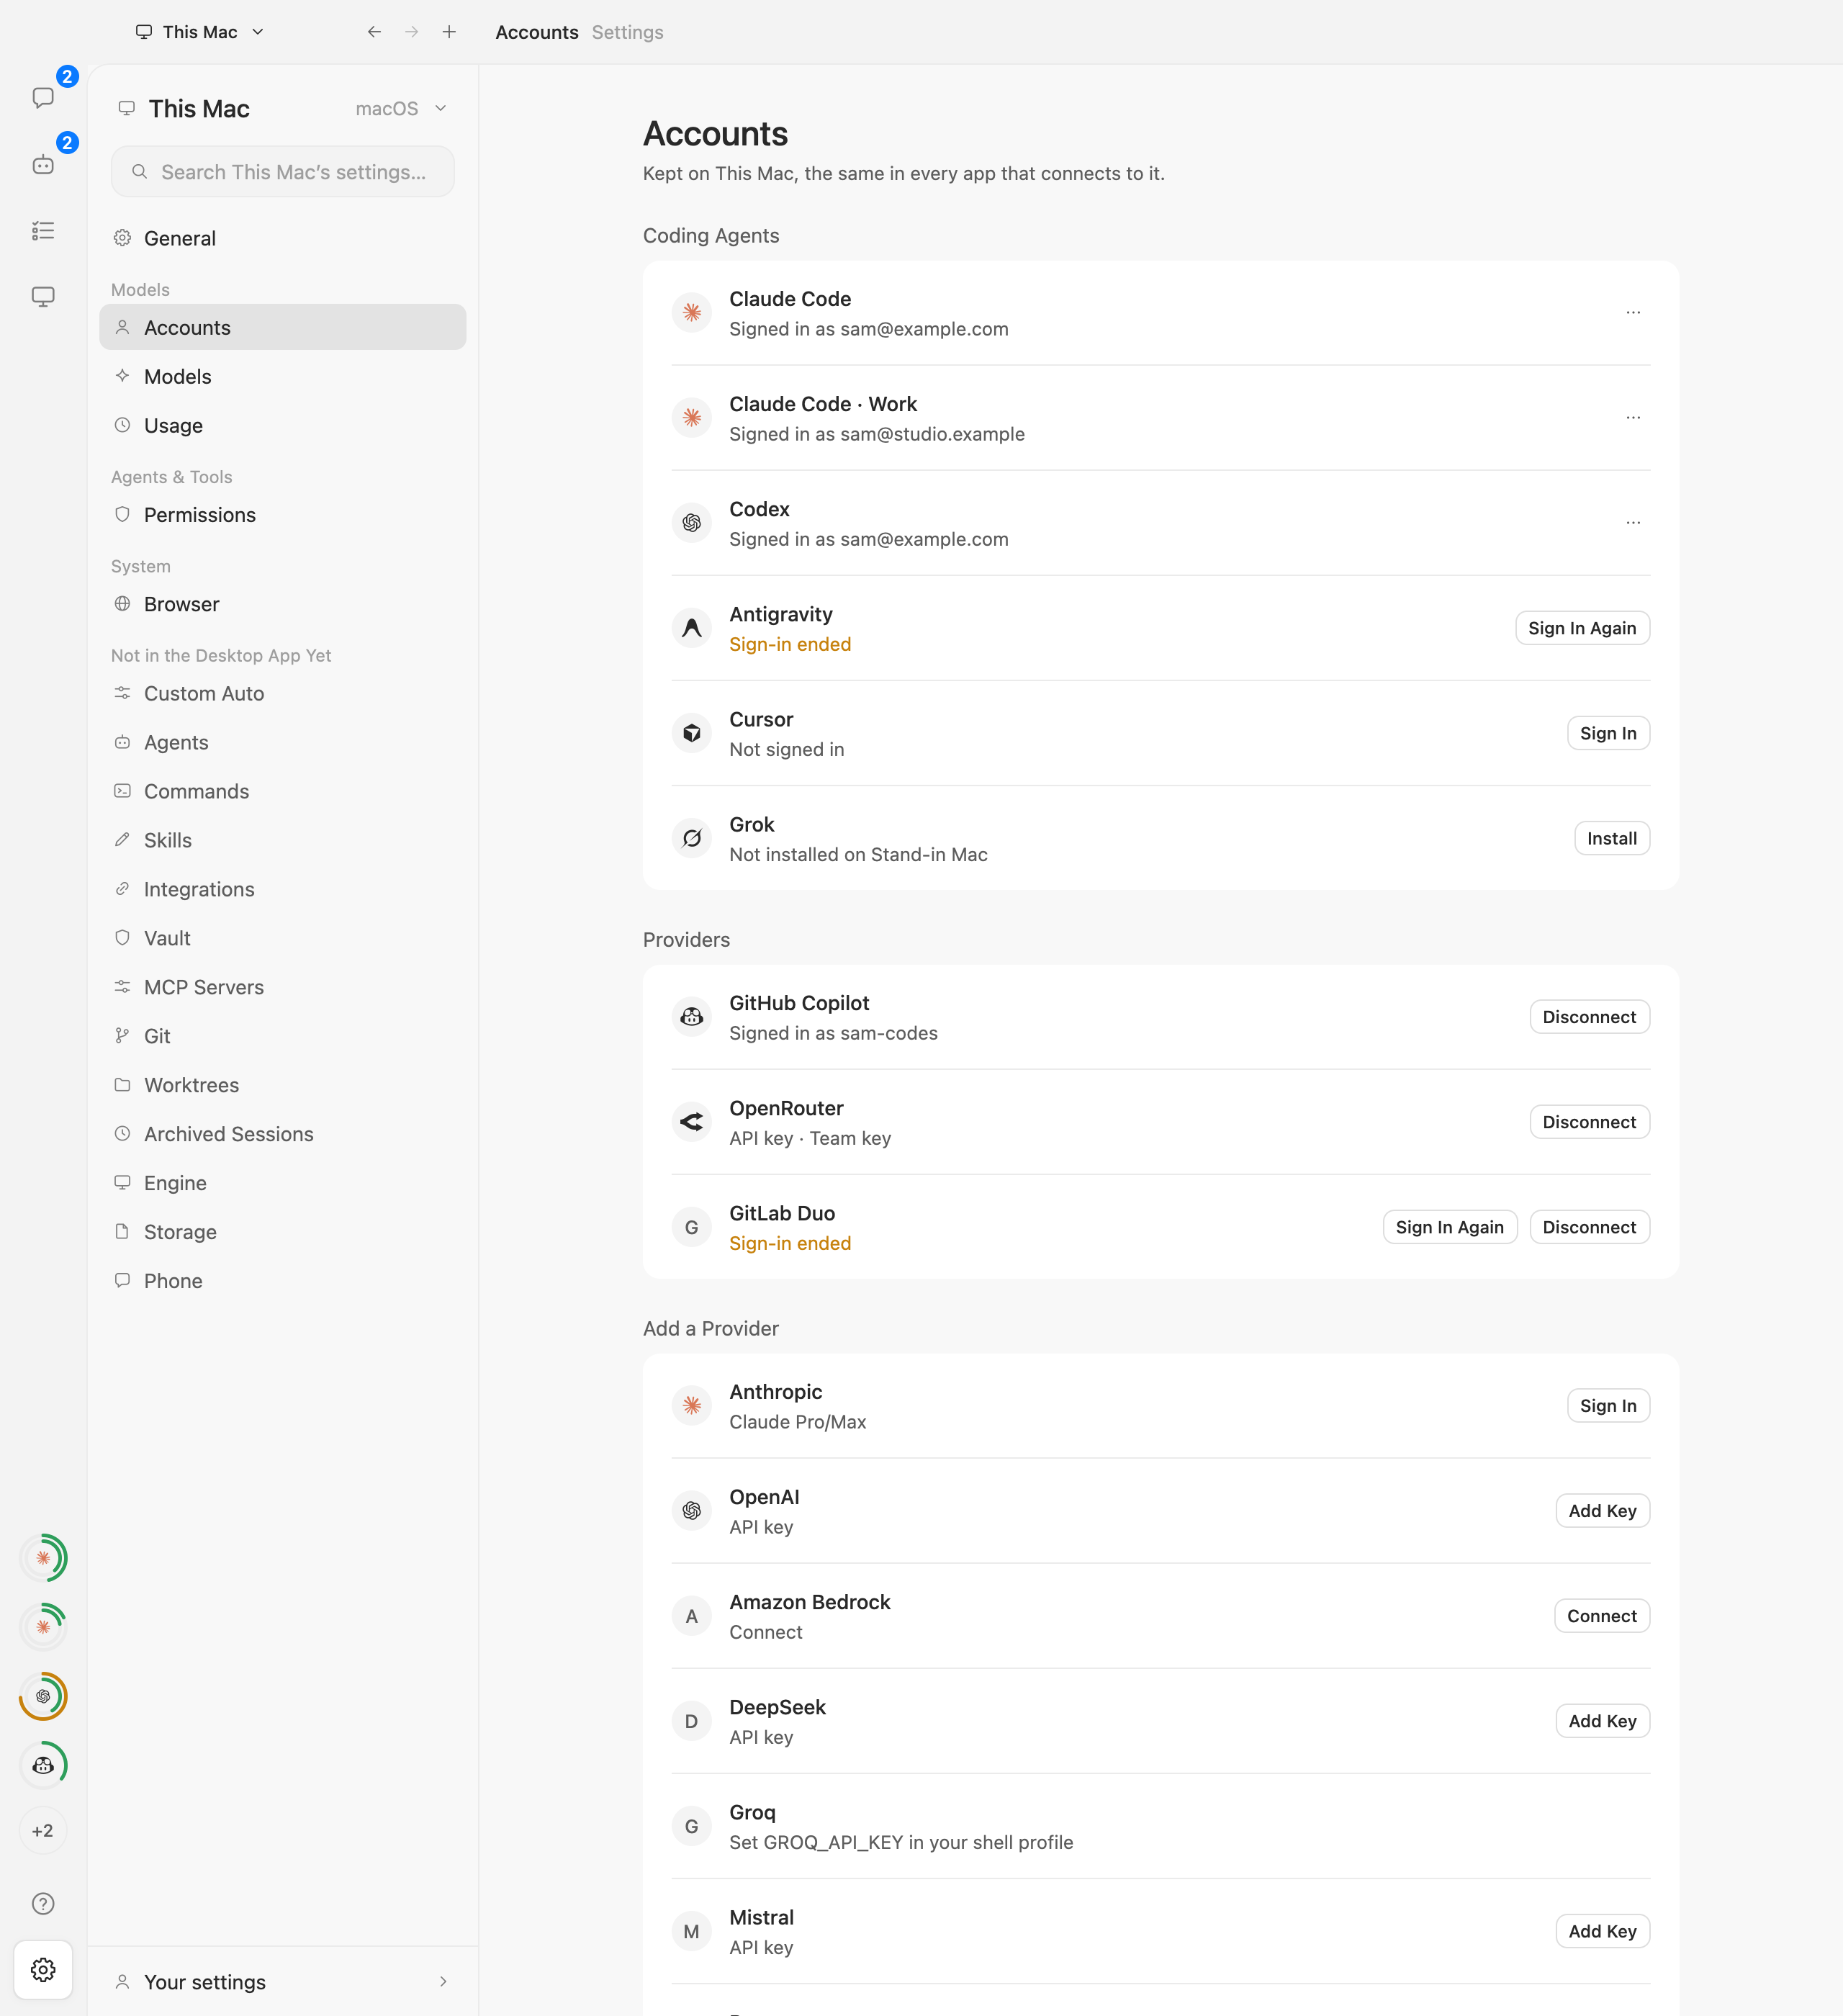 This Mac
Accounts Settings
2
2
This Mac
macOS
Search This Mac’s settings...
General
Models
Accounts
Models
Usage
Agents & Tools
Permissions
System
Browser
Not in the Desktop App Yet
Custom Auto
Agents
Commands
Skills
Integrations
Vault
MCP Servers
Git
Worktrees
Archived Sessions
Engine
Storage
Phone
+2
Your settings
Accounts
Kept on This Mac, the same in every app that connects to it.
Coding Agents
Claude Code
Signed in as sam@example.com
Claude Code · Work
Signed in as sam@studio.example
Codex
Signed in as sam@example.com
Antigravity
Sign-in ended
Sign In Again
Cursor
Not signed in
Sign In
Grok
Not installed on Stand-in Mac
Install
Providers
GitHub Copilot
Signed in as sam-codes
Disconnect
OpenRouter
API key · Team key
Disconnect
G
GitLab Duo
Sign-in ended
Sign In Again
Disconnect
Add a Provider
Anthropic
Claude Pro/Max
Sign In
OpenAI
API key
Add Key
A
Amazon Bedrock
Connect
Connect
D
DeepSeek
API key
Add Key
G
Groq
Set GROQ_API_KEY in your shell profile
M
Mistral
API key
Add Key